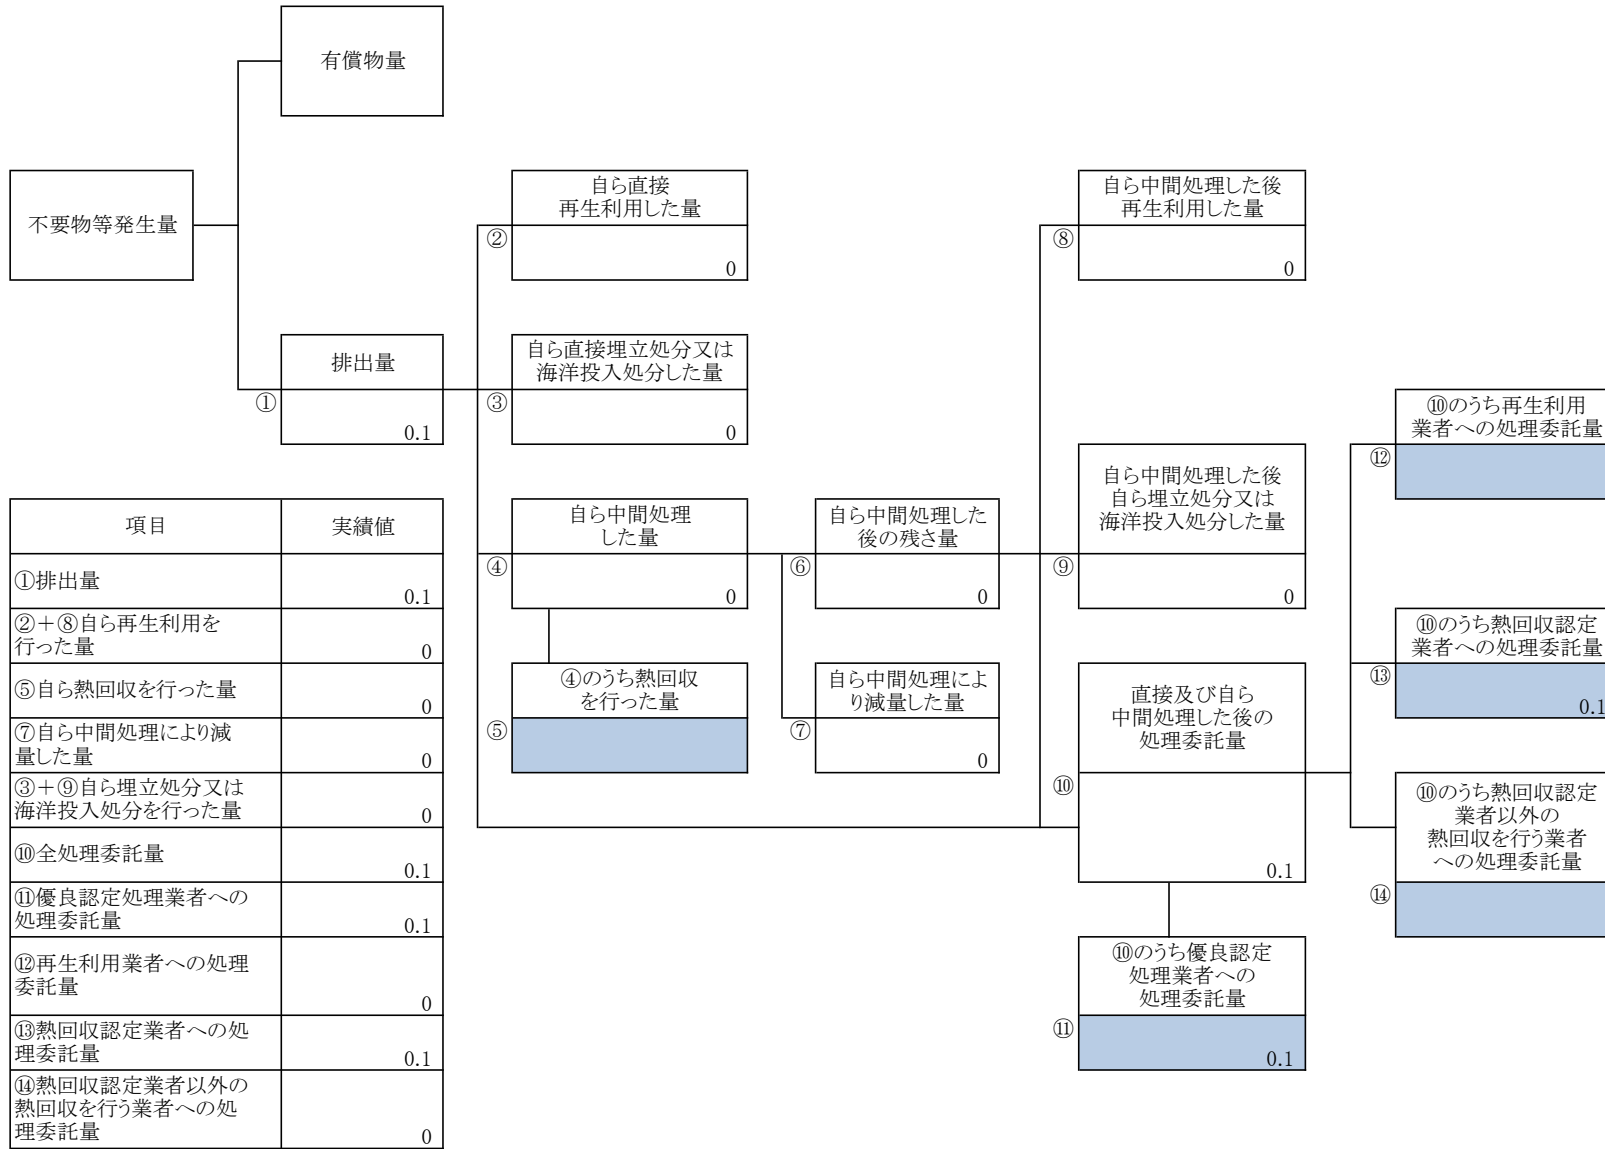 有償物量
不要物等発生量
自ら直接
再生利用した量
②
0
自ら中間処理した後
再生利用した量
⑧
0
排出量
①
0.1
自ら直接埋立処分又は
海洋投入処分した量
③
0
⑩のうち再生利用
業者への処理委託量
⑫
自ら中間処理
した量
④
0
自ら中間処理した
後の残さ量
⑥
0
自ら中間処理した後
自ら埋立処分又は
海洋投入処分した量
⑨
0
⑩のうち熱回収認定
業者への処理委託量
⑬
0.1
④のうち熱回収
を行った量
⑤
自ら中間処理によ
り減量した量
⑦
0
直接及び自ら
中間処理した後の
処理委託量
⑩
0.1
⑩のうち熱回収認定
業者以外の
熱回収を行う業者
への処理委託量
⑭
⑩のうち優良認定
処理業者への
処理委託量
⑪
0.1
項目 実績値
①排出量 0.1
②+⑧自ら再生利用を
行った量 0
⑤自ら熱回収を行った量 0
⑦自ら中間処理により減
量した量 0
③+⑨自ら埋立処分又は
海洋投入処分を行った量 0
⑩全処理委託量 0.1
⑪優良認定処理業者への
処理委託量 0.1
⑫再生利用業者への処理
委託量 0
⑬熱回収認定業者への処
理委託量 0.1
⑭熱回収認定業者以外の
熱回収を行う業者への処
理委託量 0